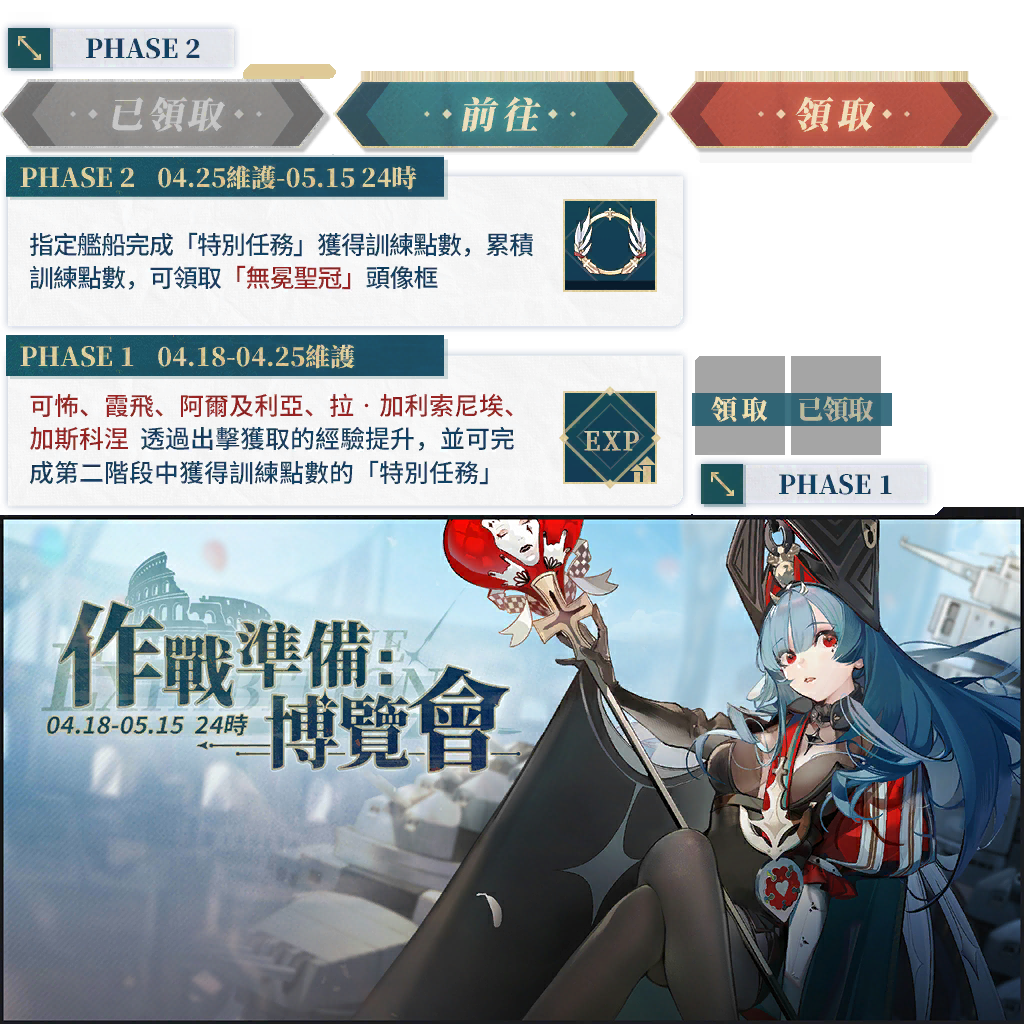 PHASE 2
已領取
前往
領取
PHASE 2 04.25維護-05.15 24時
指定艦船完成「特別任務」獲得訓練點數，累積
訓練點數，可領取「無冕聖冠」頭像框
PHASE 1 04.18-04.25維護
可怖、霞飛、阿爾及利亞、拉·加利索尼埃、
加斯科涅 透過出擊獲取的經驗提升，並可完
成第二階段中獲得訓練點數的「特別任務」
EXP
領取
已領取
PHASE 1
作戰準備：
博覽會
04.18-05.15 24時